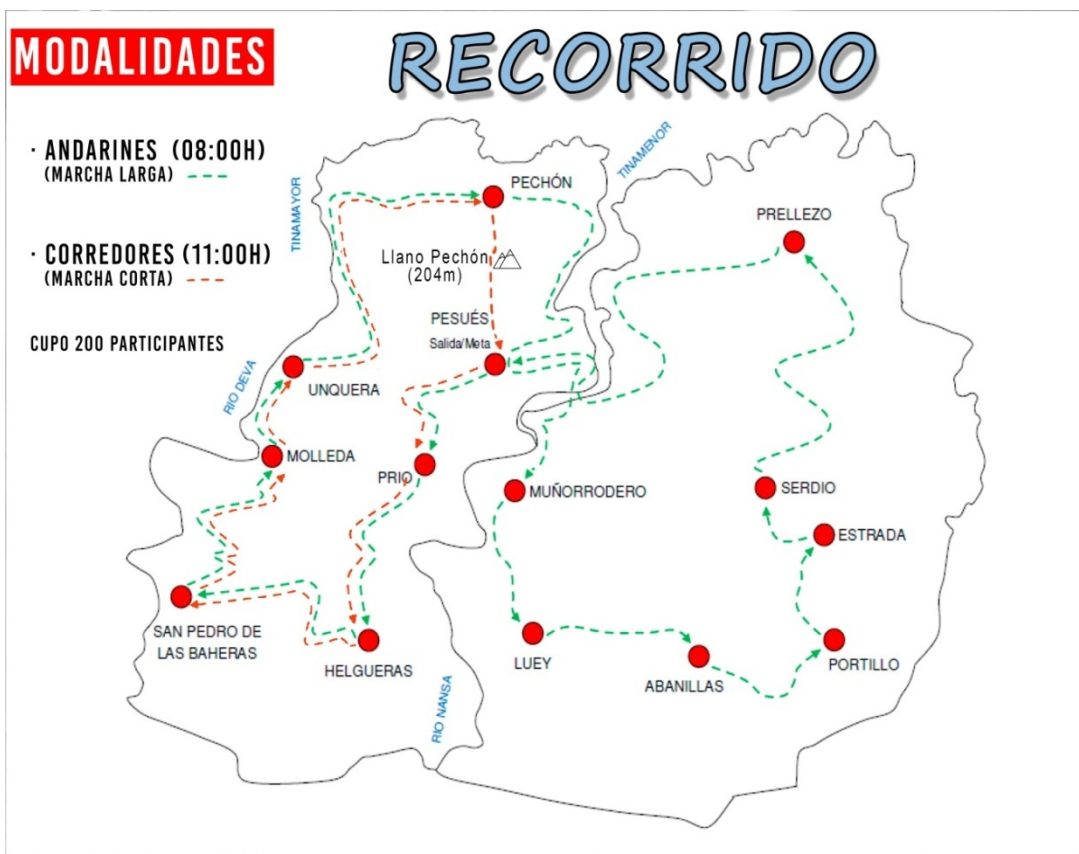 MODALIDADES
RECORRIDO
· ANDARINES (08:00H)
(MARCHA LARGA)
· CORREDORES (11:00H)
(MARCHA CORTA)
CUPO 200 PARTICIPANTES
TINAMAYOR
TINAMENOR
PECHÓN
PRELLEZO
Llano Pechón
(204m)
PESUÉS
Salida/Meta
RIO DEVA
UNQUERA
MOLLEDA
PRIO
MUÑORRODERO
SERDIO
ESTRADA
SAN PEDRO DE
LAS BAHERAS
HELGUERAS
LUEY
ABANILLAS
PORTILLO
RIO NANSA